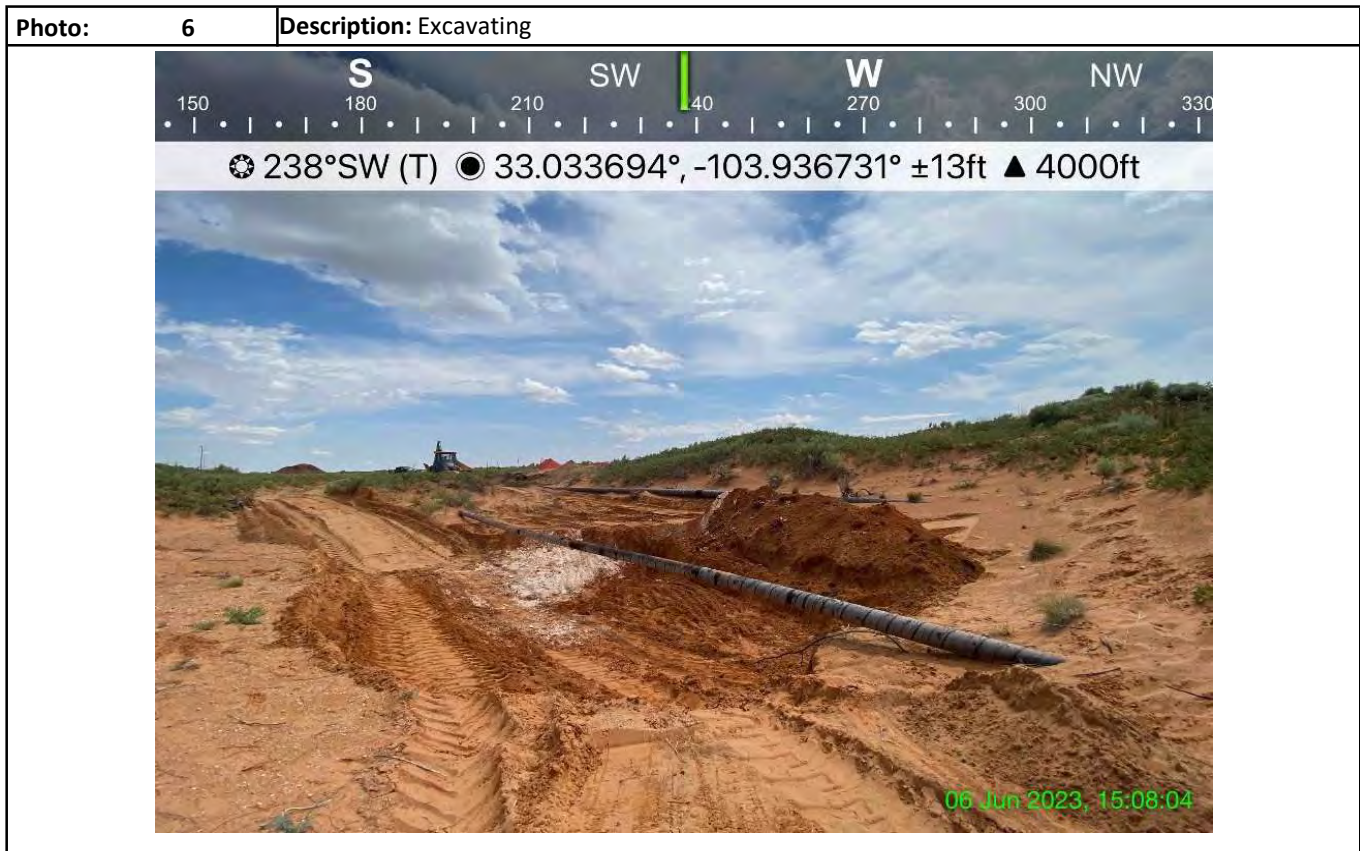 Photo: 6 Description: Excavating
S SW W NW
150 180 210 240 270 300 330
238°SW (T) 33.033694°, -103.936731° ±13ft ▲ 4000ft
06 Jun 2023, 15:08:04